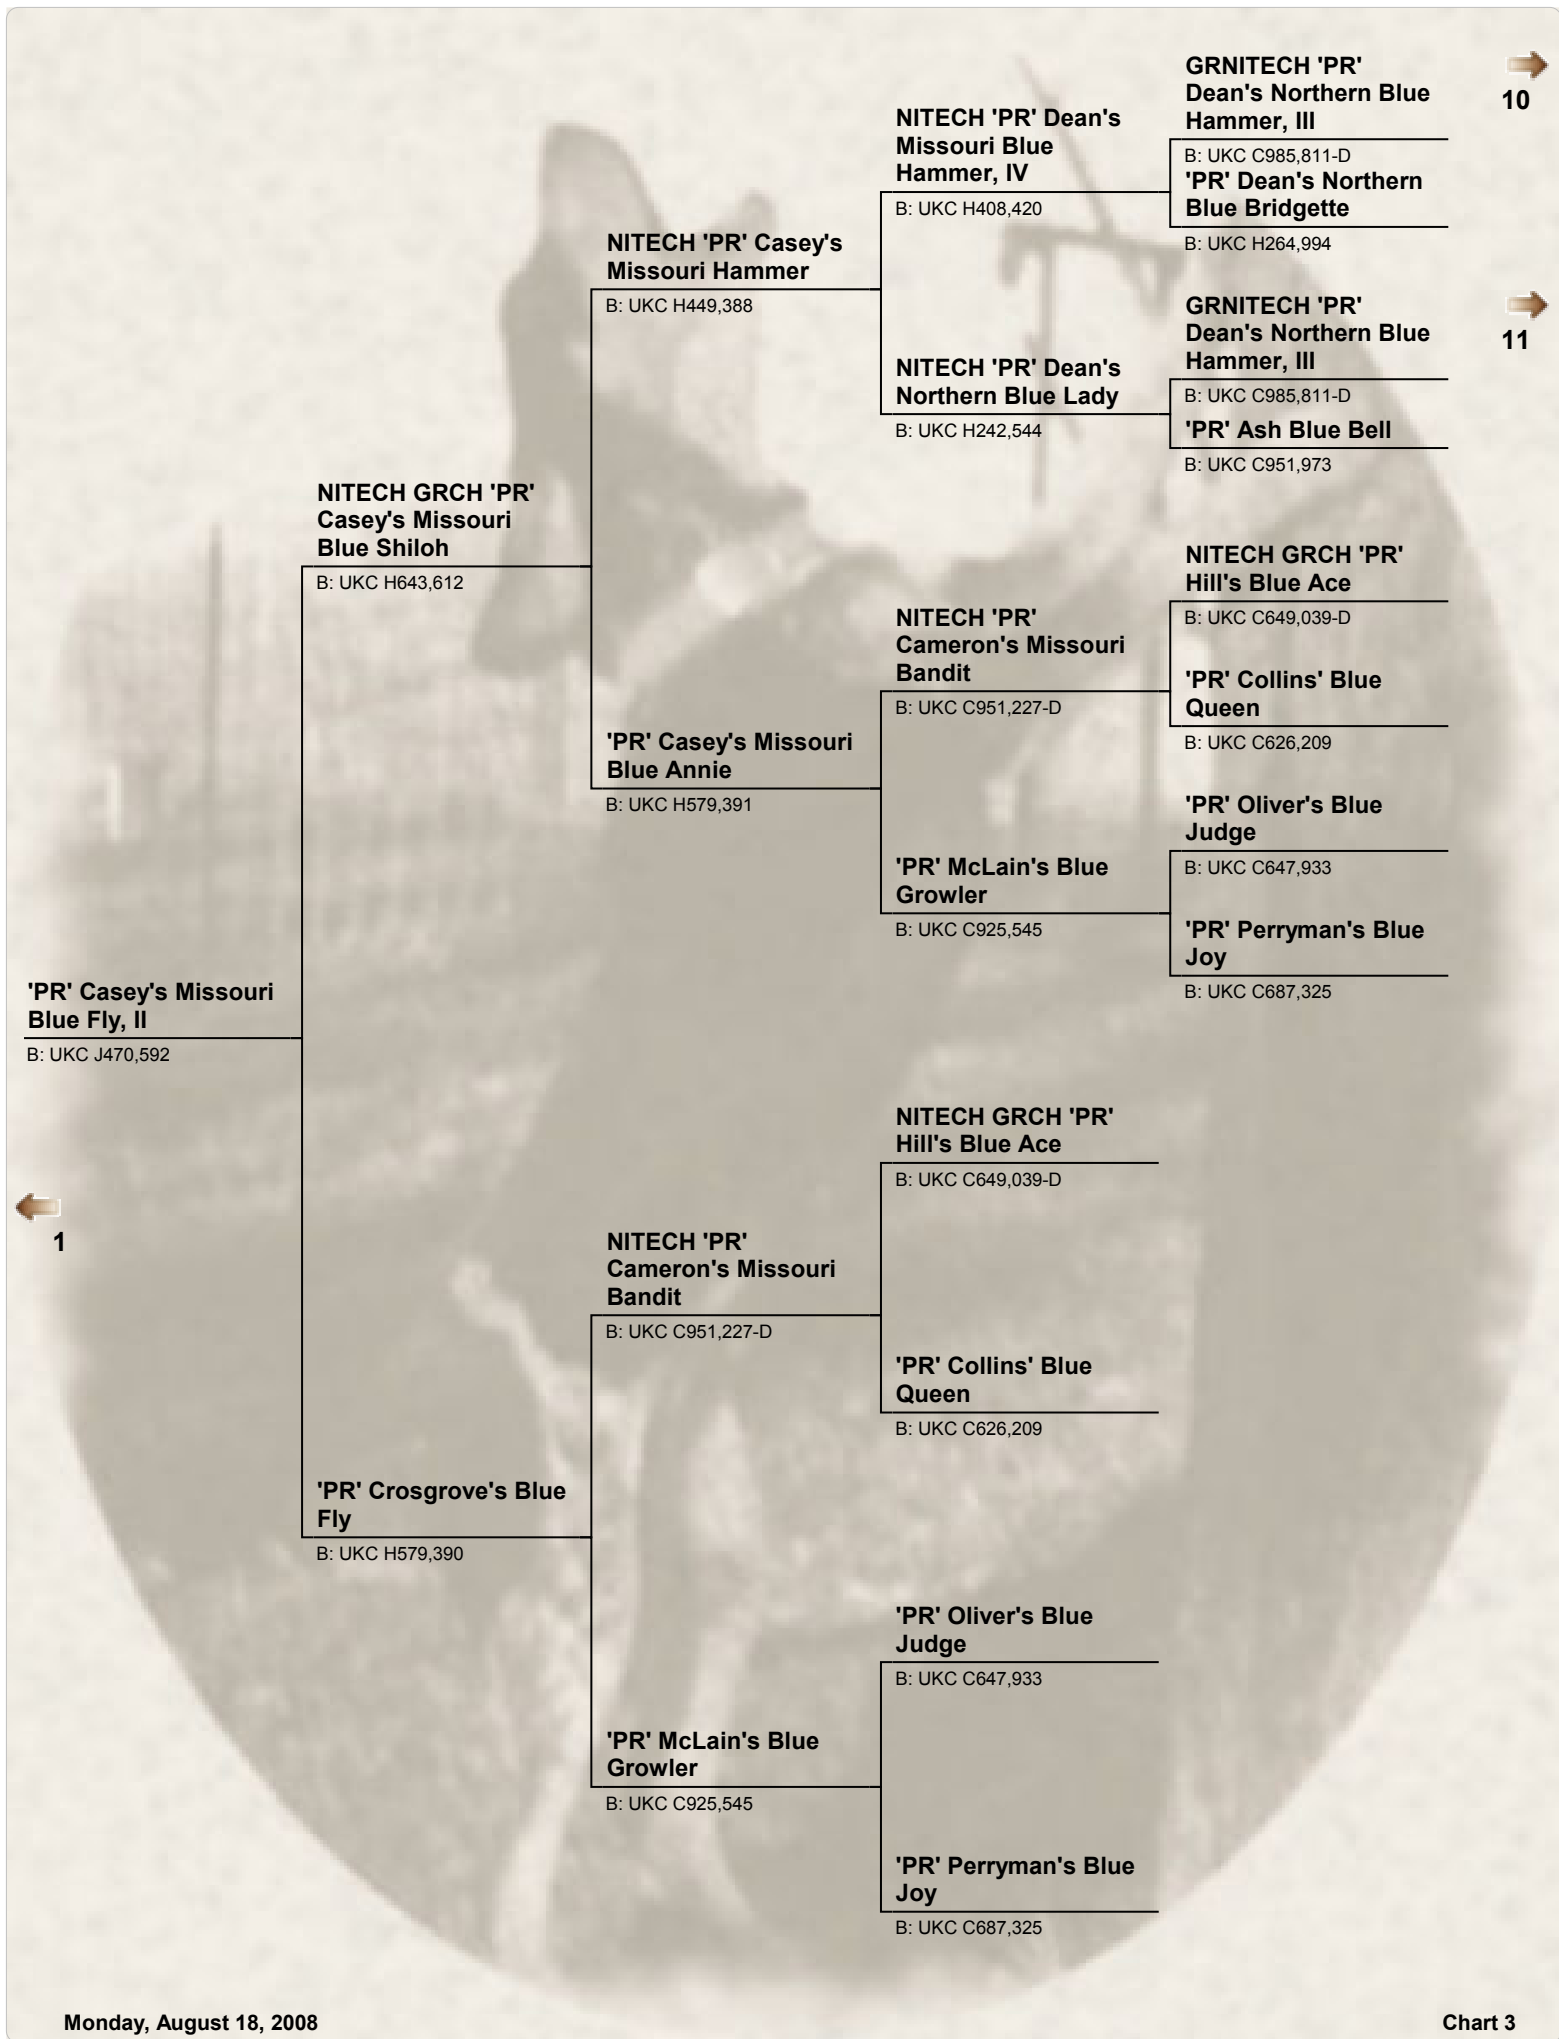 GRNITECH 'PR'
Dean's Northern Blue
Hammer, III
B: UKC C985,811-D
10
NITECH 'PR' Dean's
Missouri Blue
Hammer, IV
B: UKC H408,420
'PR' Dean's Northern
Blue Bridgette
B: UKC H264,994
NITECH 'PR' Casey's
Missouri Hammer
B: UKC H449,388
GRNITECH 'PR'
Dean's Northern Blue
Hammer, III
B: UKC C985,811-D
11
NITECH 'PR' Dean's
Northern Blue Lady
B: UKC H242,544
'PR' Ash Blue Bell
B: UKC C951,973
NITECH GRCH 'PR'
Casey's Missouri
Blue Shiloh
B: UKC H643,612
NITECH GRCH 'PR'
Hill's Blue Ace
B: UKC C649,039-D
NITECH 'PR'
Cameron's Missouri
Bandit
B: UKC C951,227-D
'PR' Collins' Blue
Queen
B: UKC C626,209
'PR' Casey's Missouri
Blue Annie
B: UKC H579,391
'PR' Oliver's Blue
Judge
B: UKC C647,933
'PR' McLain's Blue
Growler
B: UKC C925,545
'PR' Perryman's Blue
Joy
B: UKC C687,325
'PR' Casey's Missouri
Blue Fly, II
B: UKC J470,592
NITECH GRCH 'PR'
Hill's Blue Ace
B: UKC C649,039-D
1
NITECH 'PR'
Cameron's Missouri
Bandit
B: UKC C951,227-D
'PR' Collins' Blue
Queen
B: UKC C626,209
'PR' Crosgrove's Blue
Fly
B: UKC H579,390
'PR' Oliver's Blue
Judge
B: UKC C647,933
'PR' McLain's Blue
Growler
B: UKC C925,545
'PR' Perryman's Blue
Joy
B: UKC C687,325
Monday, August 18, 2008
Chart 3